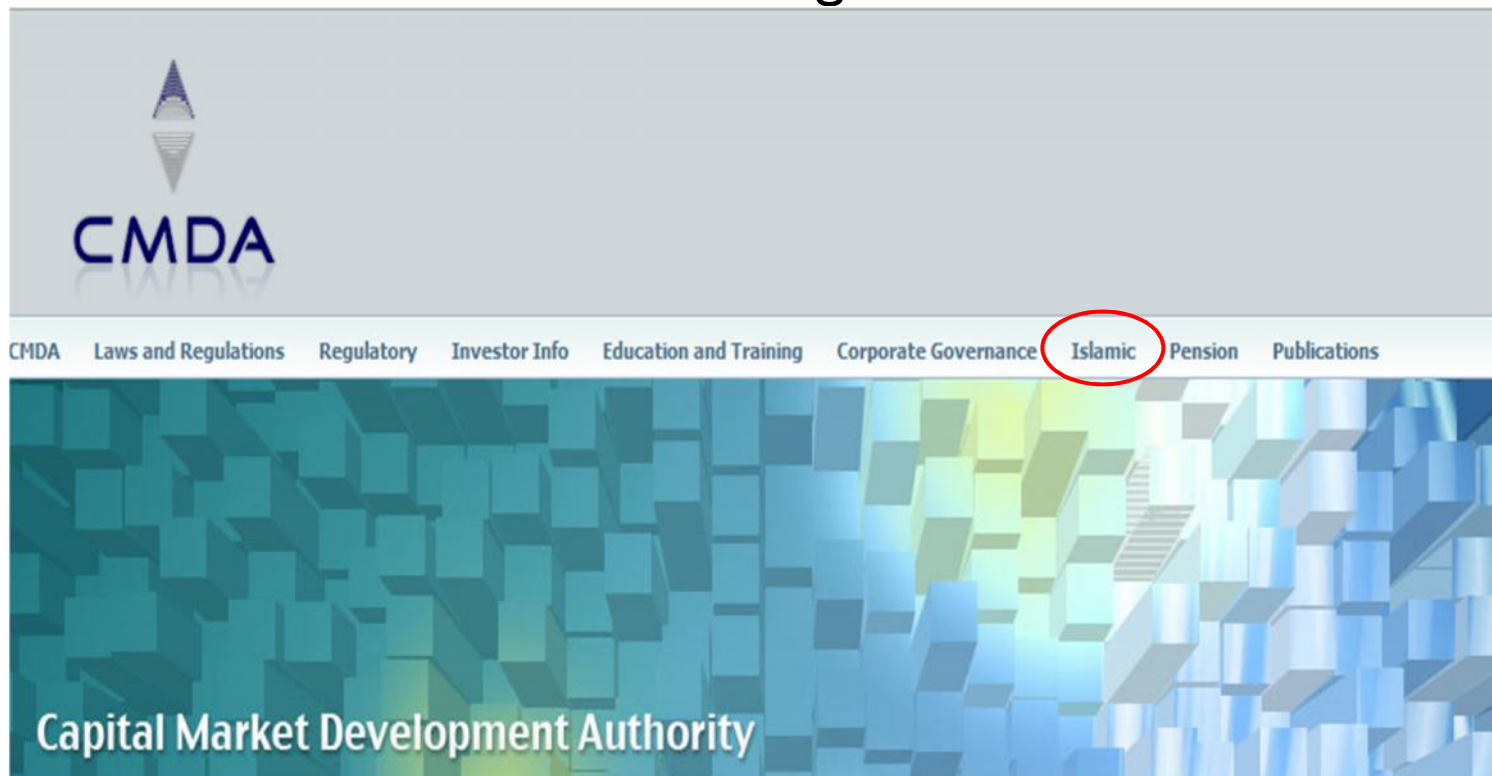 CMDA
CMDA Laws and Regulations Regulatory Investor Info Education and Training Corporate Governance Islamic Pension Publications
Capital Market Development Authority